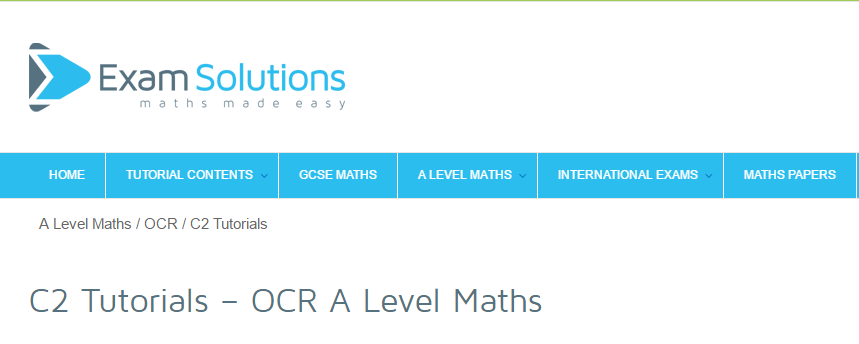 Exam Solutions
maths made easy
HOME TUTORIAL CONTENTS GCSE MATHS A LEVEL MATHS INTERNATIONAL EXAMS MATHS PAPERS
A Level Maths / OCR / C2 Tutorials
C2 Tutorials – OCR A Level Maths